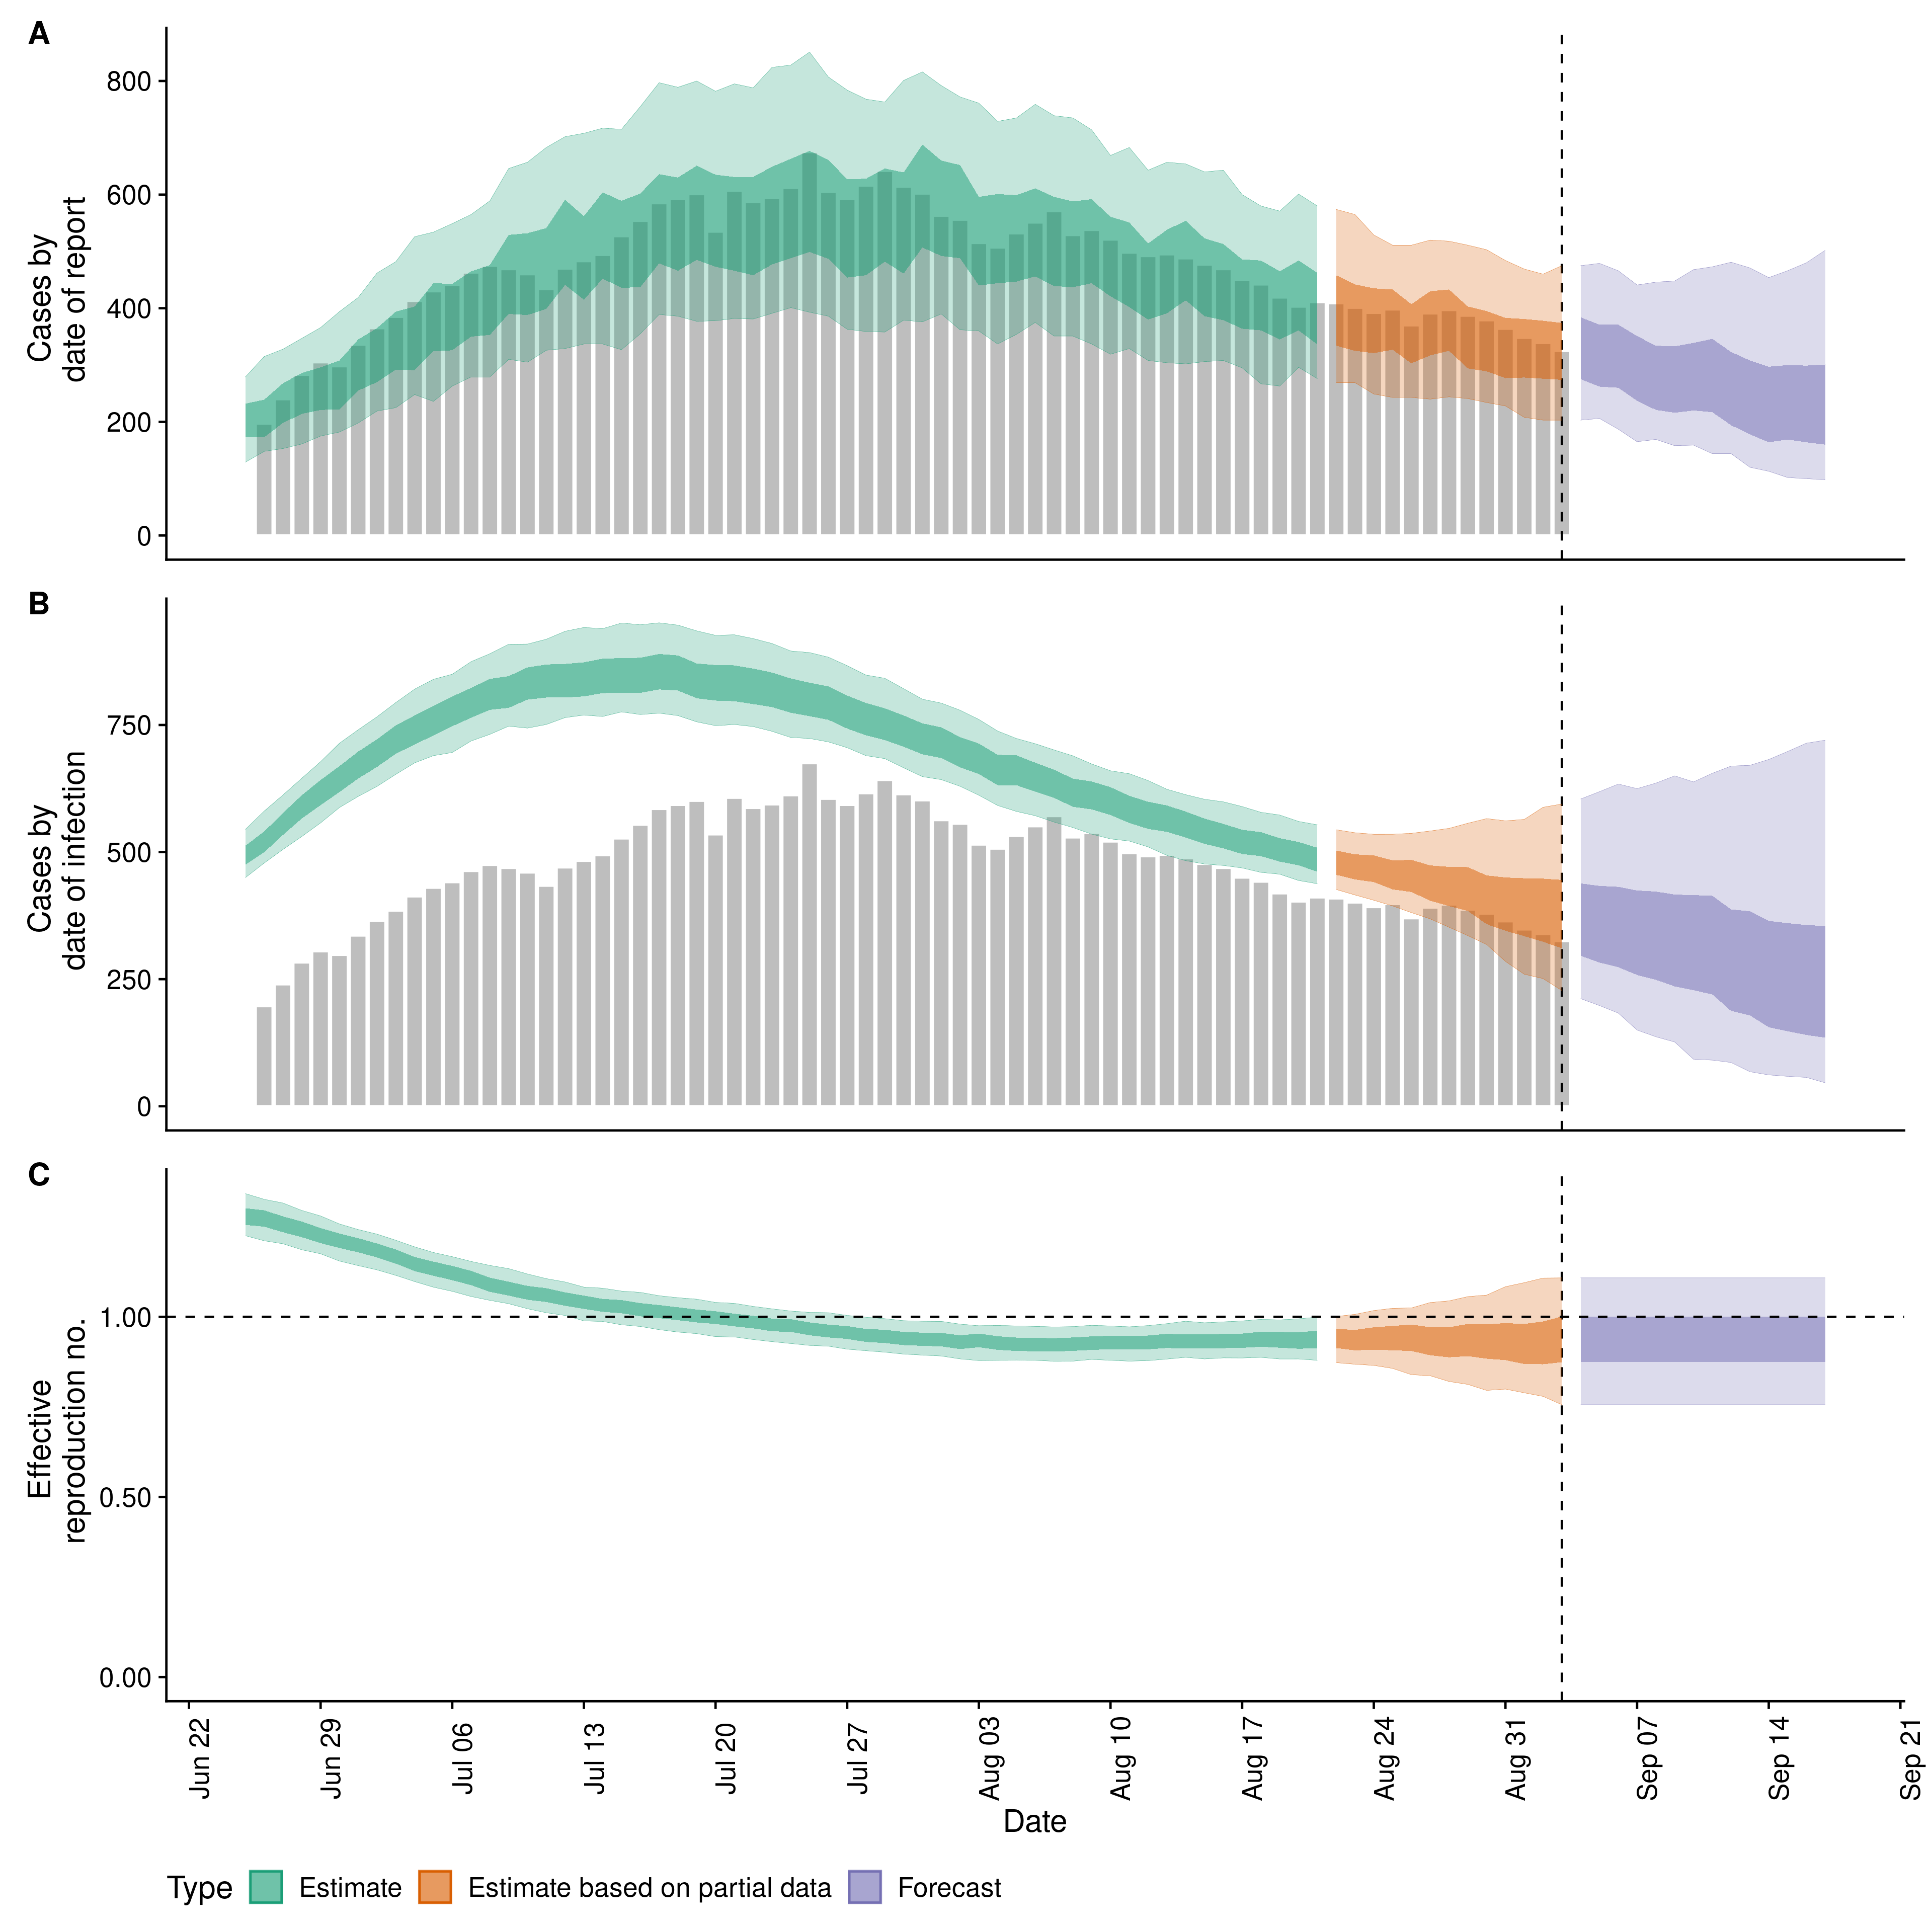 A
Cases by
date of report
800
600
400
200
0
B
Cases by
date of infection
750
500
250
0
C
Effective
reproduction no.
1.00
0.50
0.00
Jun 22
Jun 29
Jul 06
Jul 13
Jul 20
Jul 27
Aug 03
Aug 10
Aug 17
Aug 24
Aug 31
Sep 07
Sep 14
Sep 21
Date
Type Estimate Estimate based on partial data Forecast